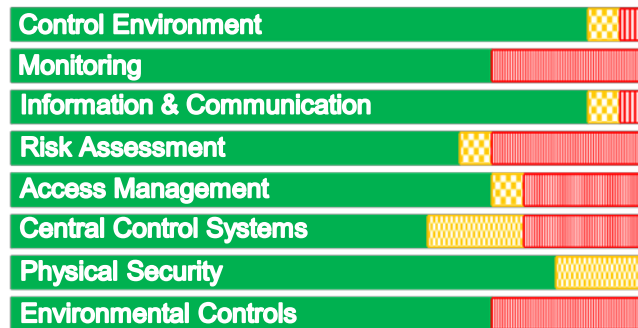 Control Environment
Monitoring
Information & Communication
Risk Assessment
Access Management
Central Control Systems
Physical Security
Environmental Controls